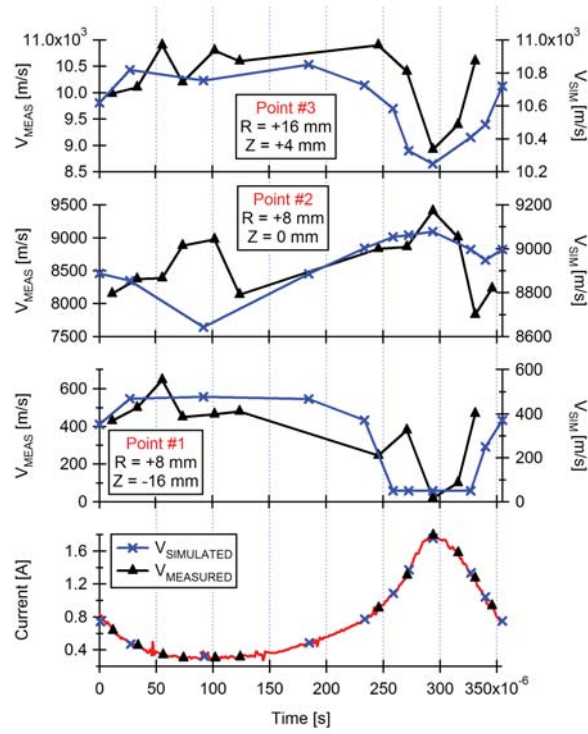 11.0x10³
10.5
10.0
9.5
9.0
8.5
V_MEAS [m/s]
Point #3
R = +16 mm
Z = +4 mm
11.0x10³
10.8
10.6
10.4
10.2
V_SIM [m/s]
9500
9000
8500
8000
7500
V_MEAS [m/s]
Point #2
R = +8 mm
Z = 0 mm
9200
9000
8800
8600
V_SIM [m/s]
600
400
200
0
V_MEAS [m/s]
Point #1
R = +8 mm
Z = -16 mm
600
400
200
0
V_SIM [m/s]
V_SIMULATED
V_MEASURED
1.6
1.2
0.8
0.4
Current [A]
0
50
100
150
200
250
300
350x10⁻⁶
Time [s]